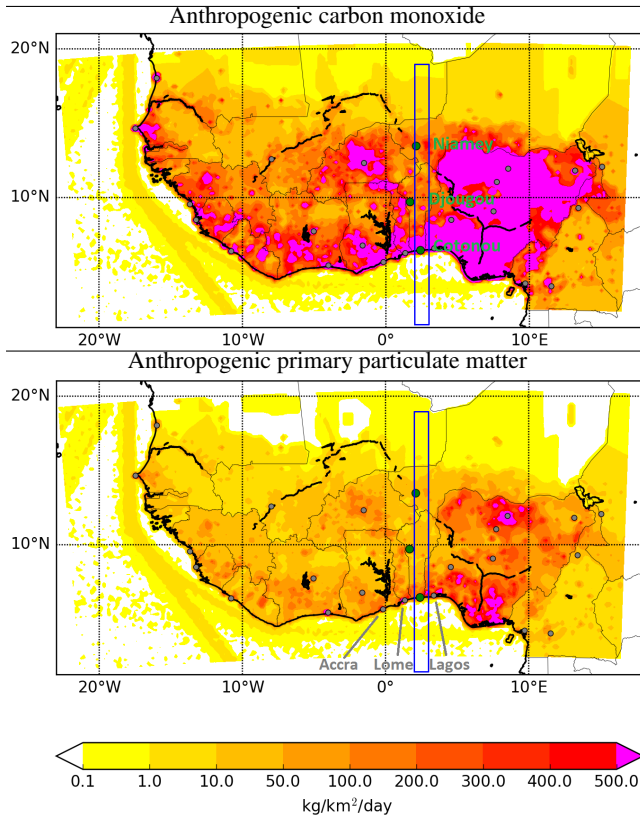 Anthropogenic carbon monoxide
20°N
Niamey
10°N
Djougou
Cotonou
20°W 10°W 0° 10°E
Anthropogenic primary particulate matter
20°N
10°N
Accra Lome Lagos
20°W 10°W 0° 10°E
0.1 1.0 10.0 50.0 100.0 200.0 300.0 400.0 500.0
kg/km²/day